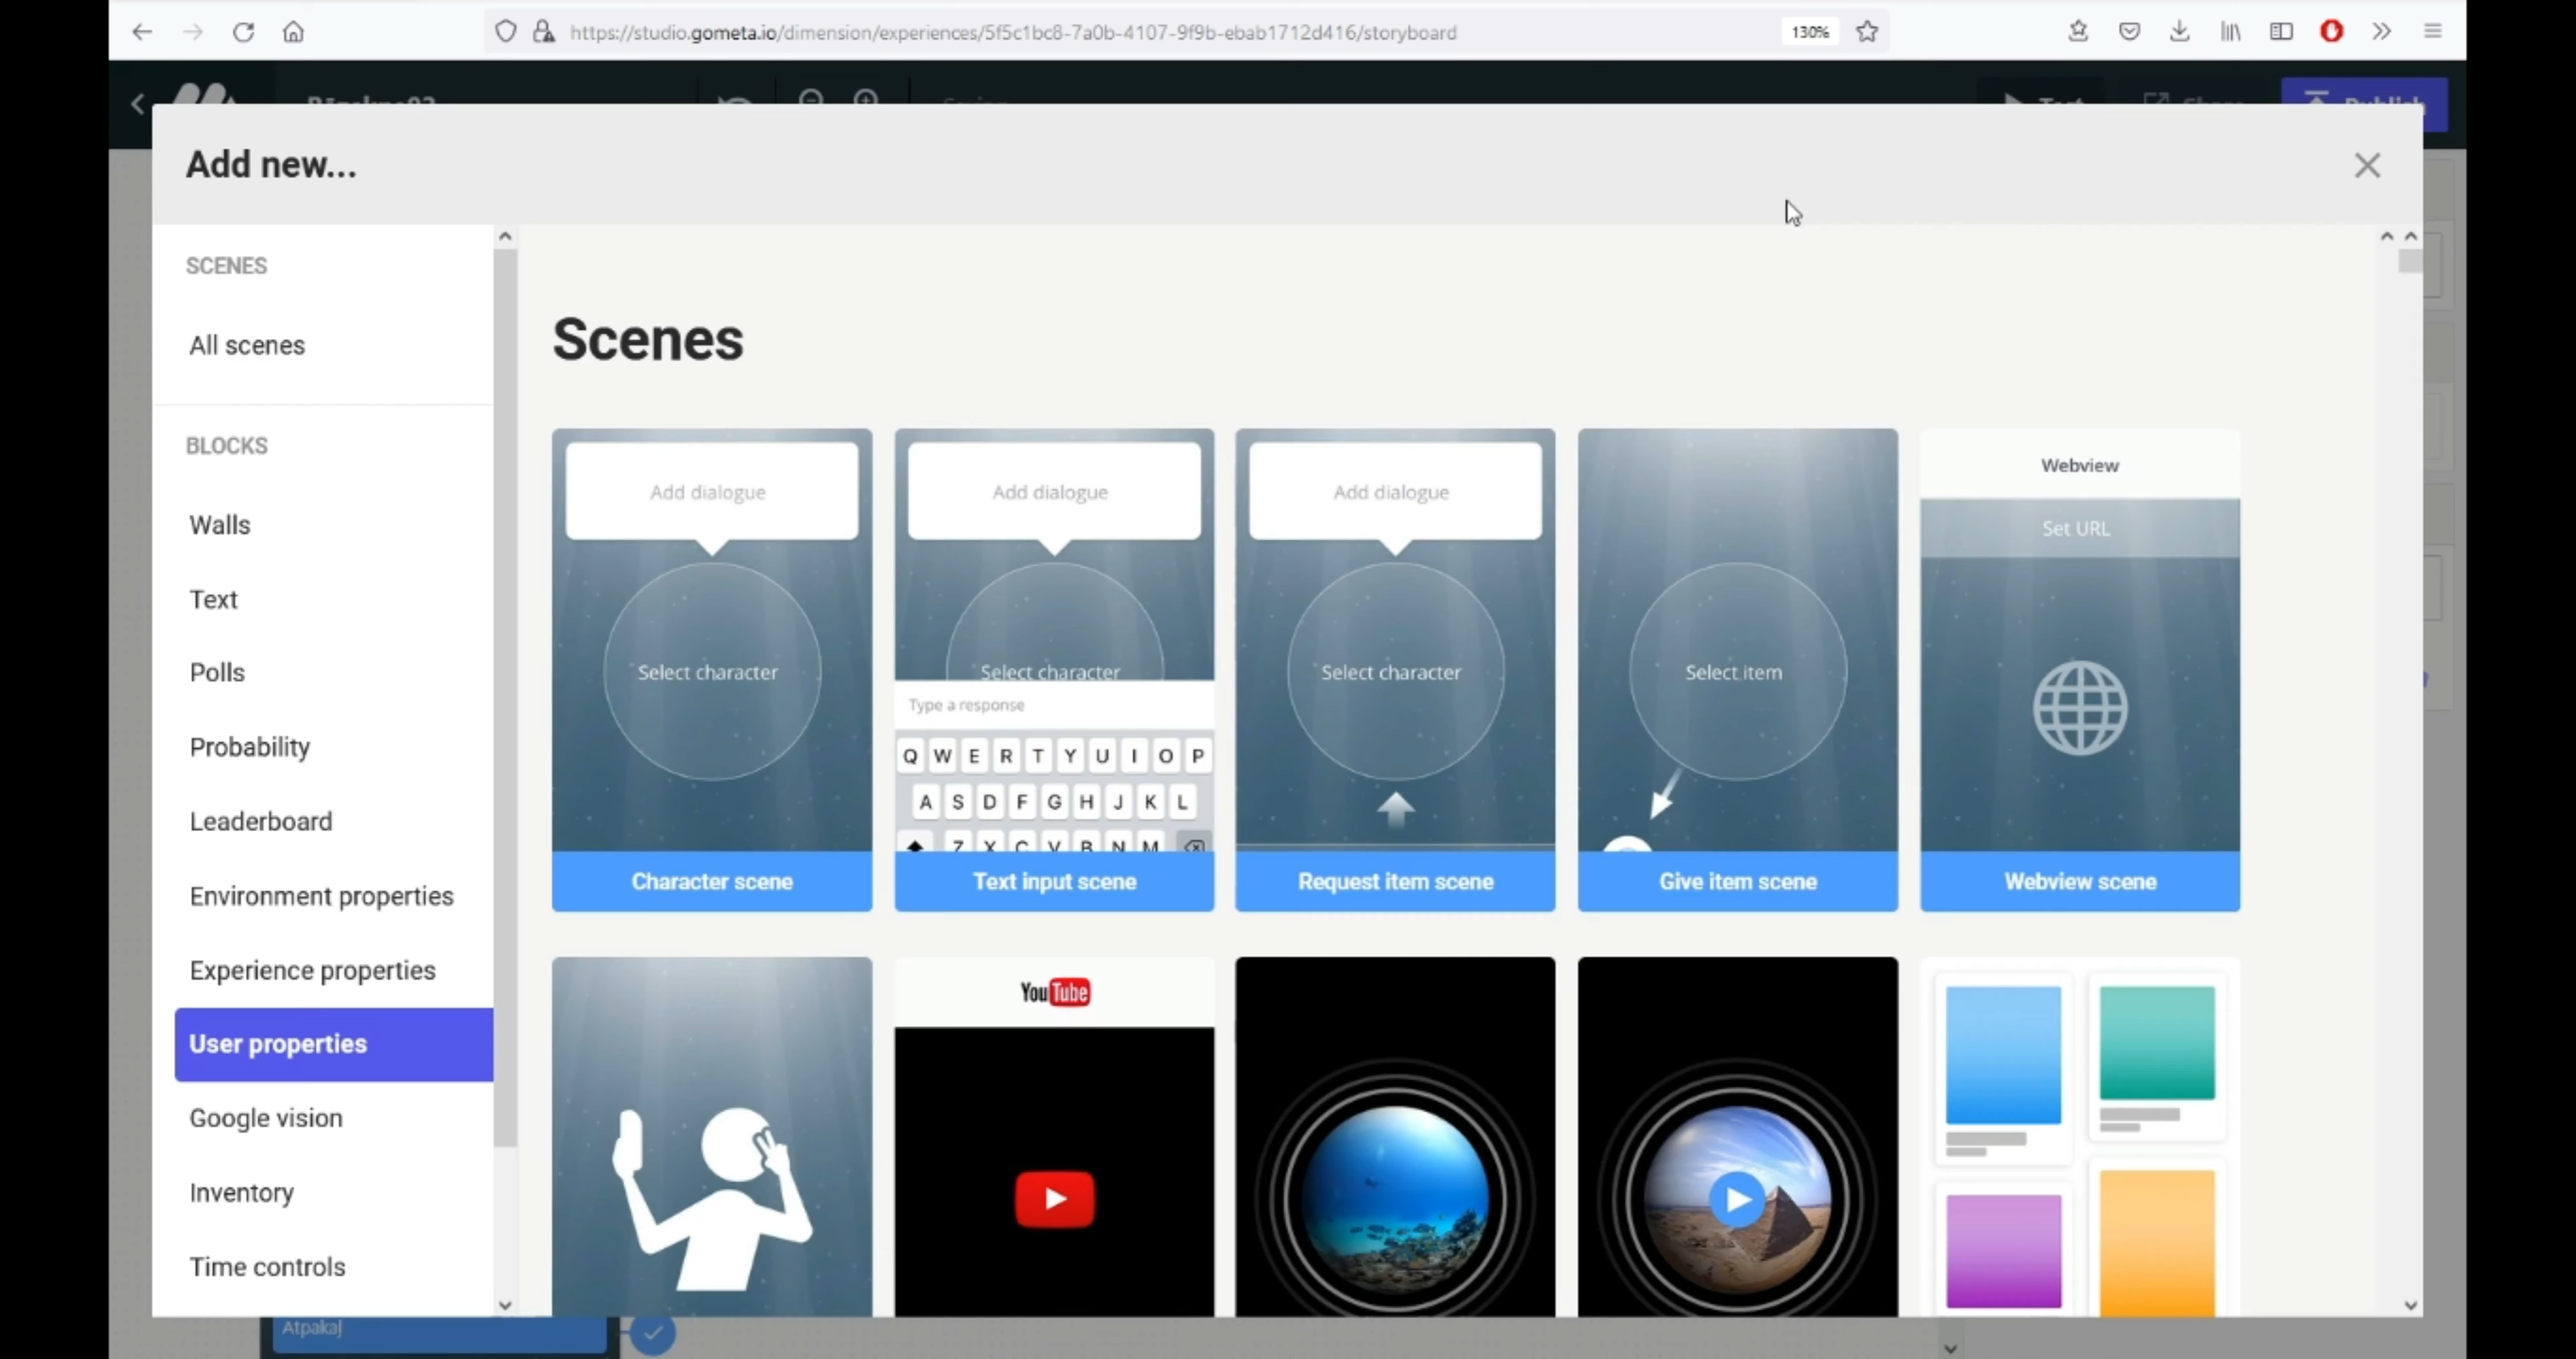 https://studio.gometa.io/dimension/experiences/5f5c1bc8-7a0b-4107-9f9b-ebab1712d416/storyboard
130%
Publish
Add new...
SCENES
All scenes
BLOCKS
Walls
Text
Polls
Probability
Leaderboard
Environment properties
Experience properties
User properties
Google vision
Inventory
Time controls
Scenes
Add dialogue
Select character
Character scene
Add dialogue
Select character
Type a response
Q W E R T Y U I O P
A S D F G H J K L
Z X C V B N M
Text input scene
Add dialogue
Select character
Request item scene
Select item
Give item scene
Webview
Set URL
Webview scene
YouTube
Atpakaļ